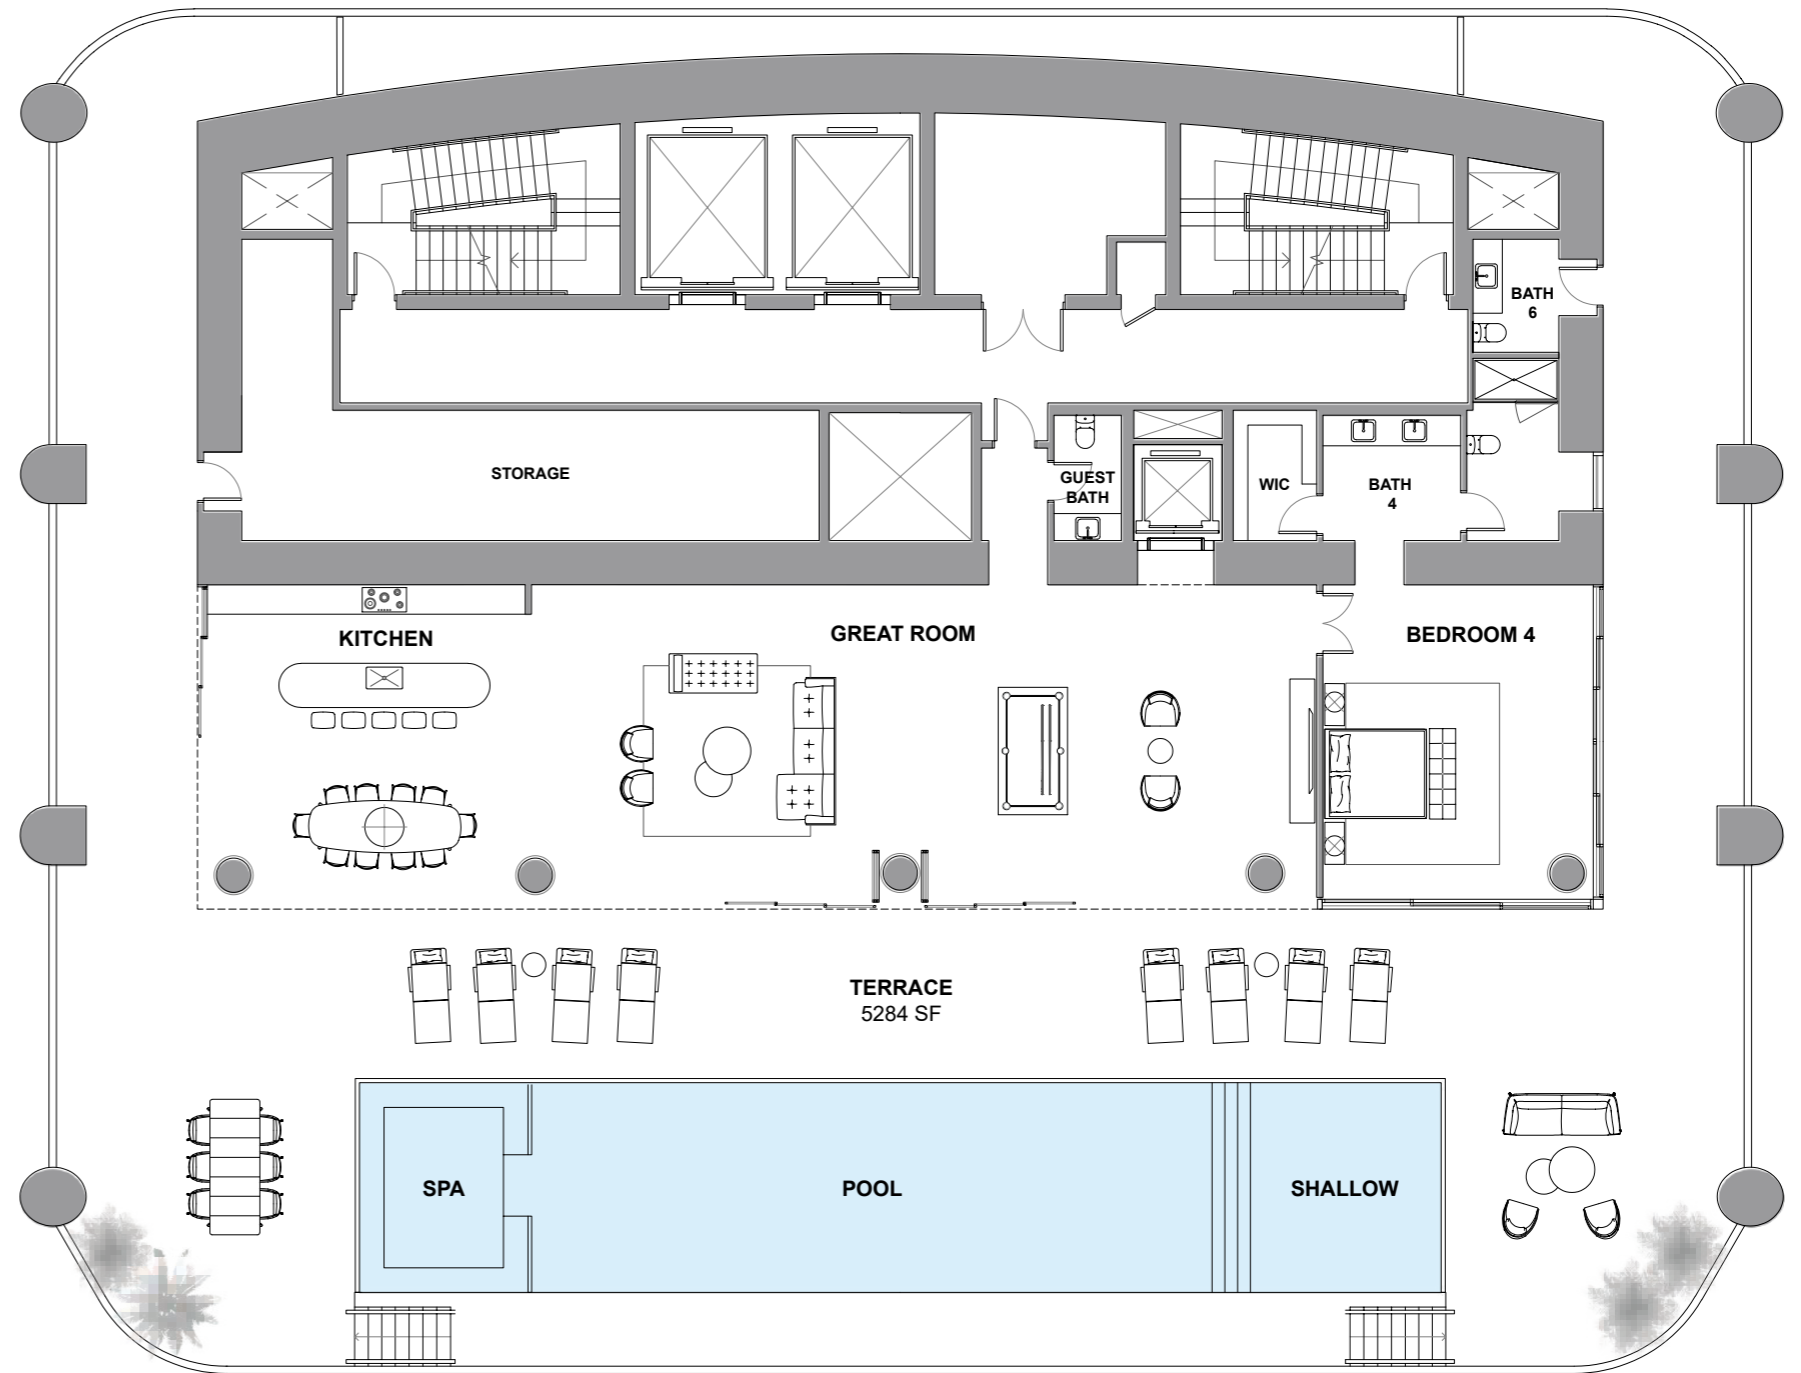 BATH
6
STORAGE
GUEST
BATH
WIC
BATH
4
KITCHEN
GREAT ROOM
BEDROOM 4
TERRACE
5284 SF
SPA
POOL
SHALLOW